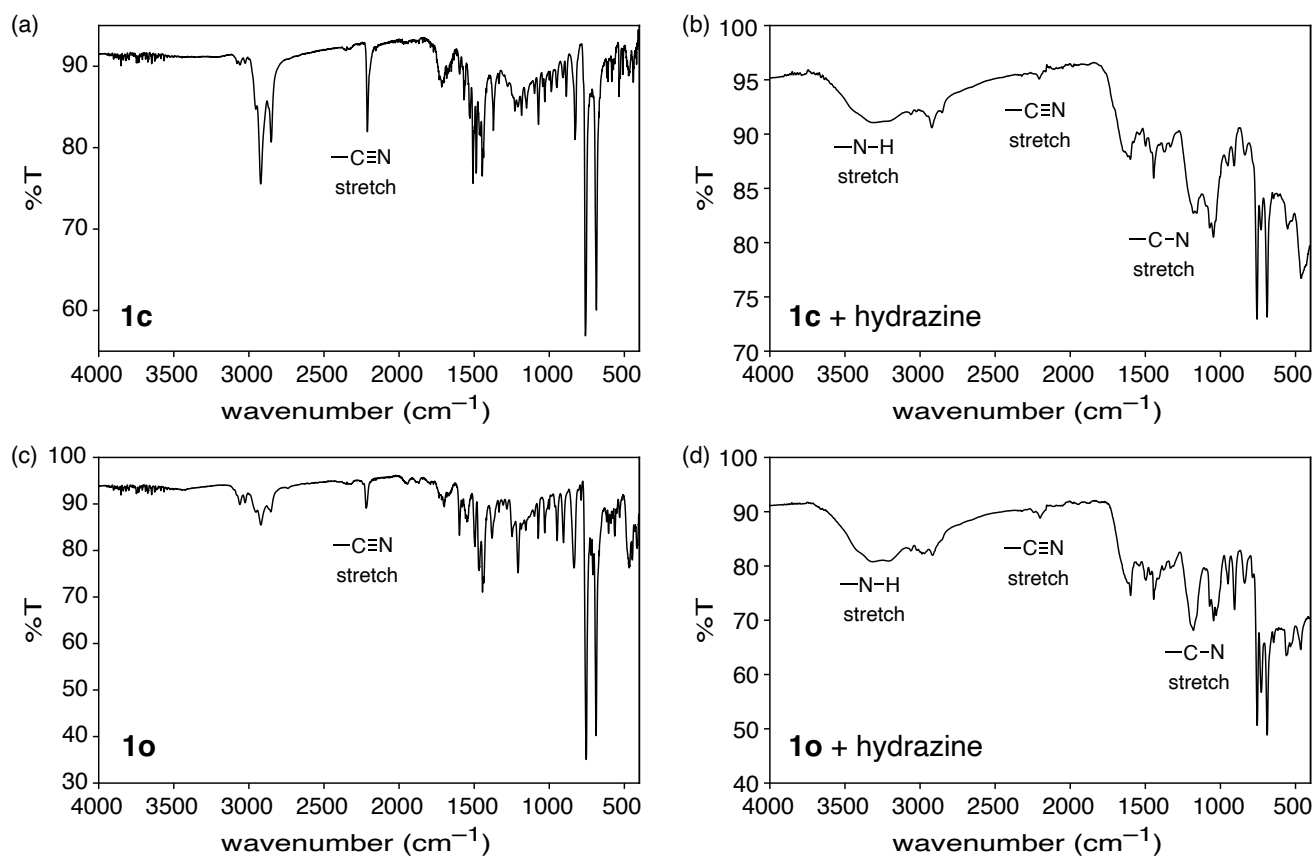 (a)
90
80
70
60
%T
—C≡N
stretch
1c
4000 3500 3000 2500 2000 1500 1000 500
wavenumber (cm⁻¹)
(b)
100
95
90
85
80
75
70
%T
—N–H
stretch
—C≡N
stretch
—C–N
stretch
1c + hydrazine
4000 3500 3000 2500 2000 1500 1000 500
wavenumber (cm⁻¹)
(c)
100
90
80
70
60
50
40
30
%T
—C≡N
stretch
1o
4000 3500 3000 2500 2000 1500 1000 500
wavenumber (cm⁻¹)
(d)
100
90
80
70
60
50
40
%T
—N–H
stretch
—C≡N
stretch
—C–N
stretch
1o + hydrazine
4000 3500 3000 2500 2000 1500 1000 500
wavenumber (cm⁻¹)